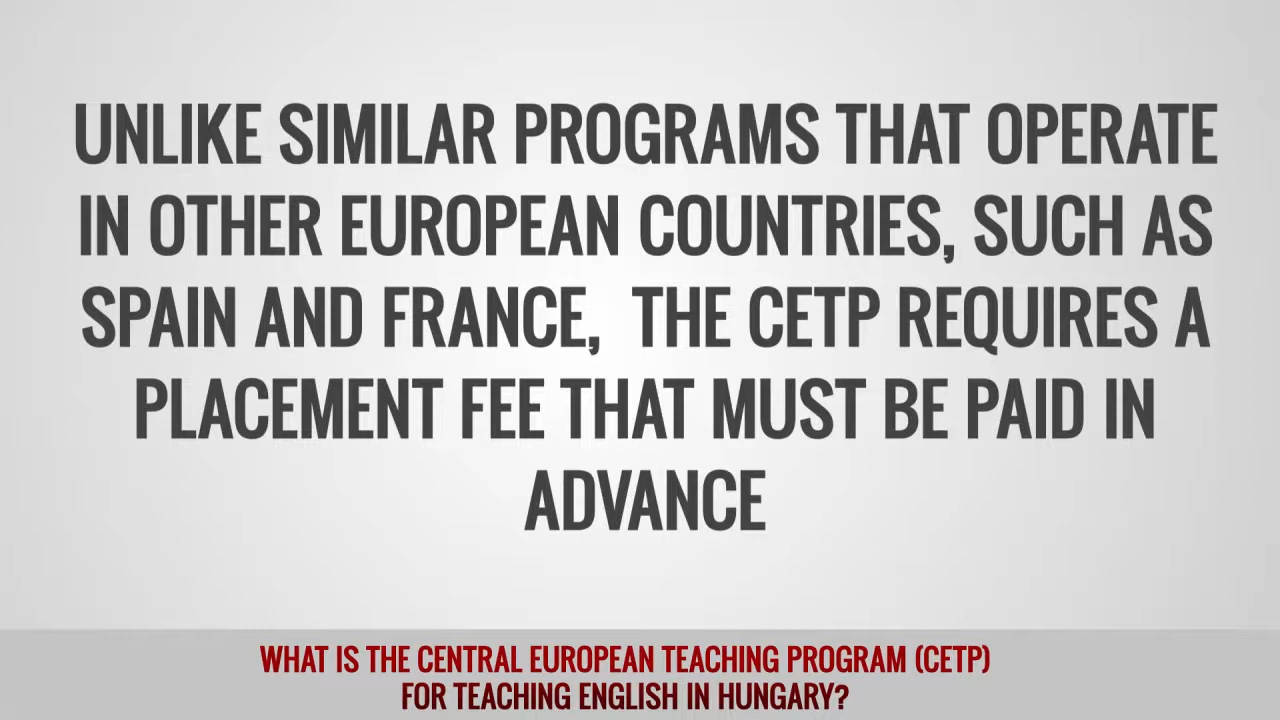 UNLIKE SIMILAR PROGRAMS THAT OPERATE
IN OTHER EUROPEAN COUNTRIES, SUCH AS
SPAIN AND FRANCE,  THE CETP REQUIRES A
PLACEMENT FEE THAT MUST BE PAID IN
ADVANCE
WHAT IS THE CENTRAL EUROPEAN TEACHING PROGRAM (CETP)
FOR TEACHING ENGLISH IN HUNGARY?